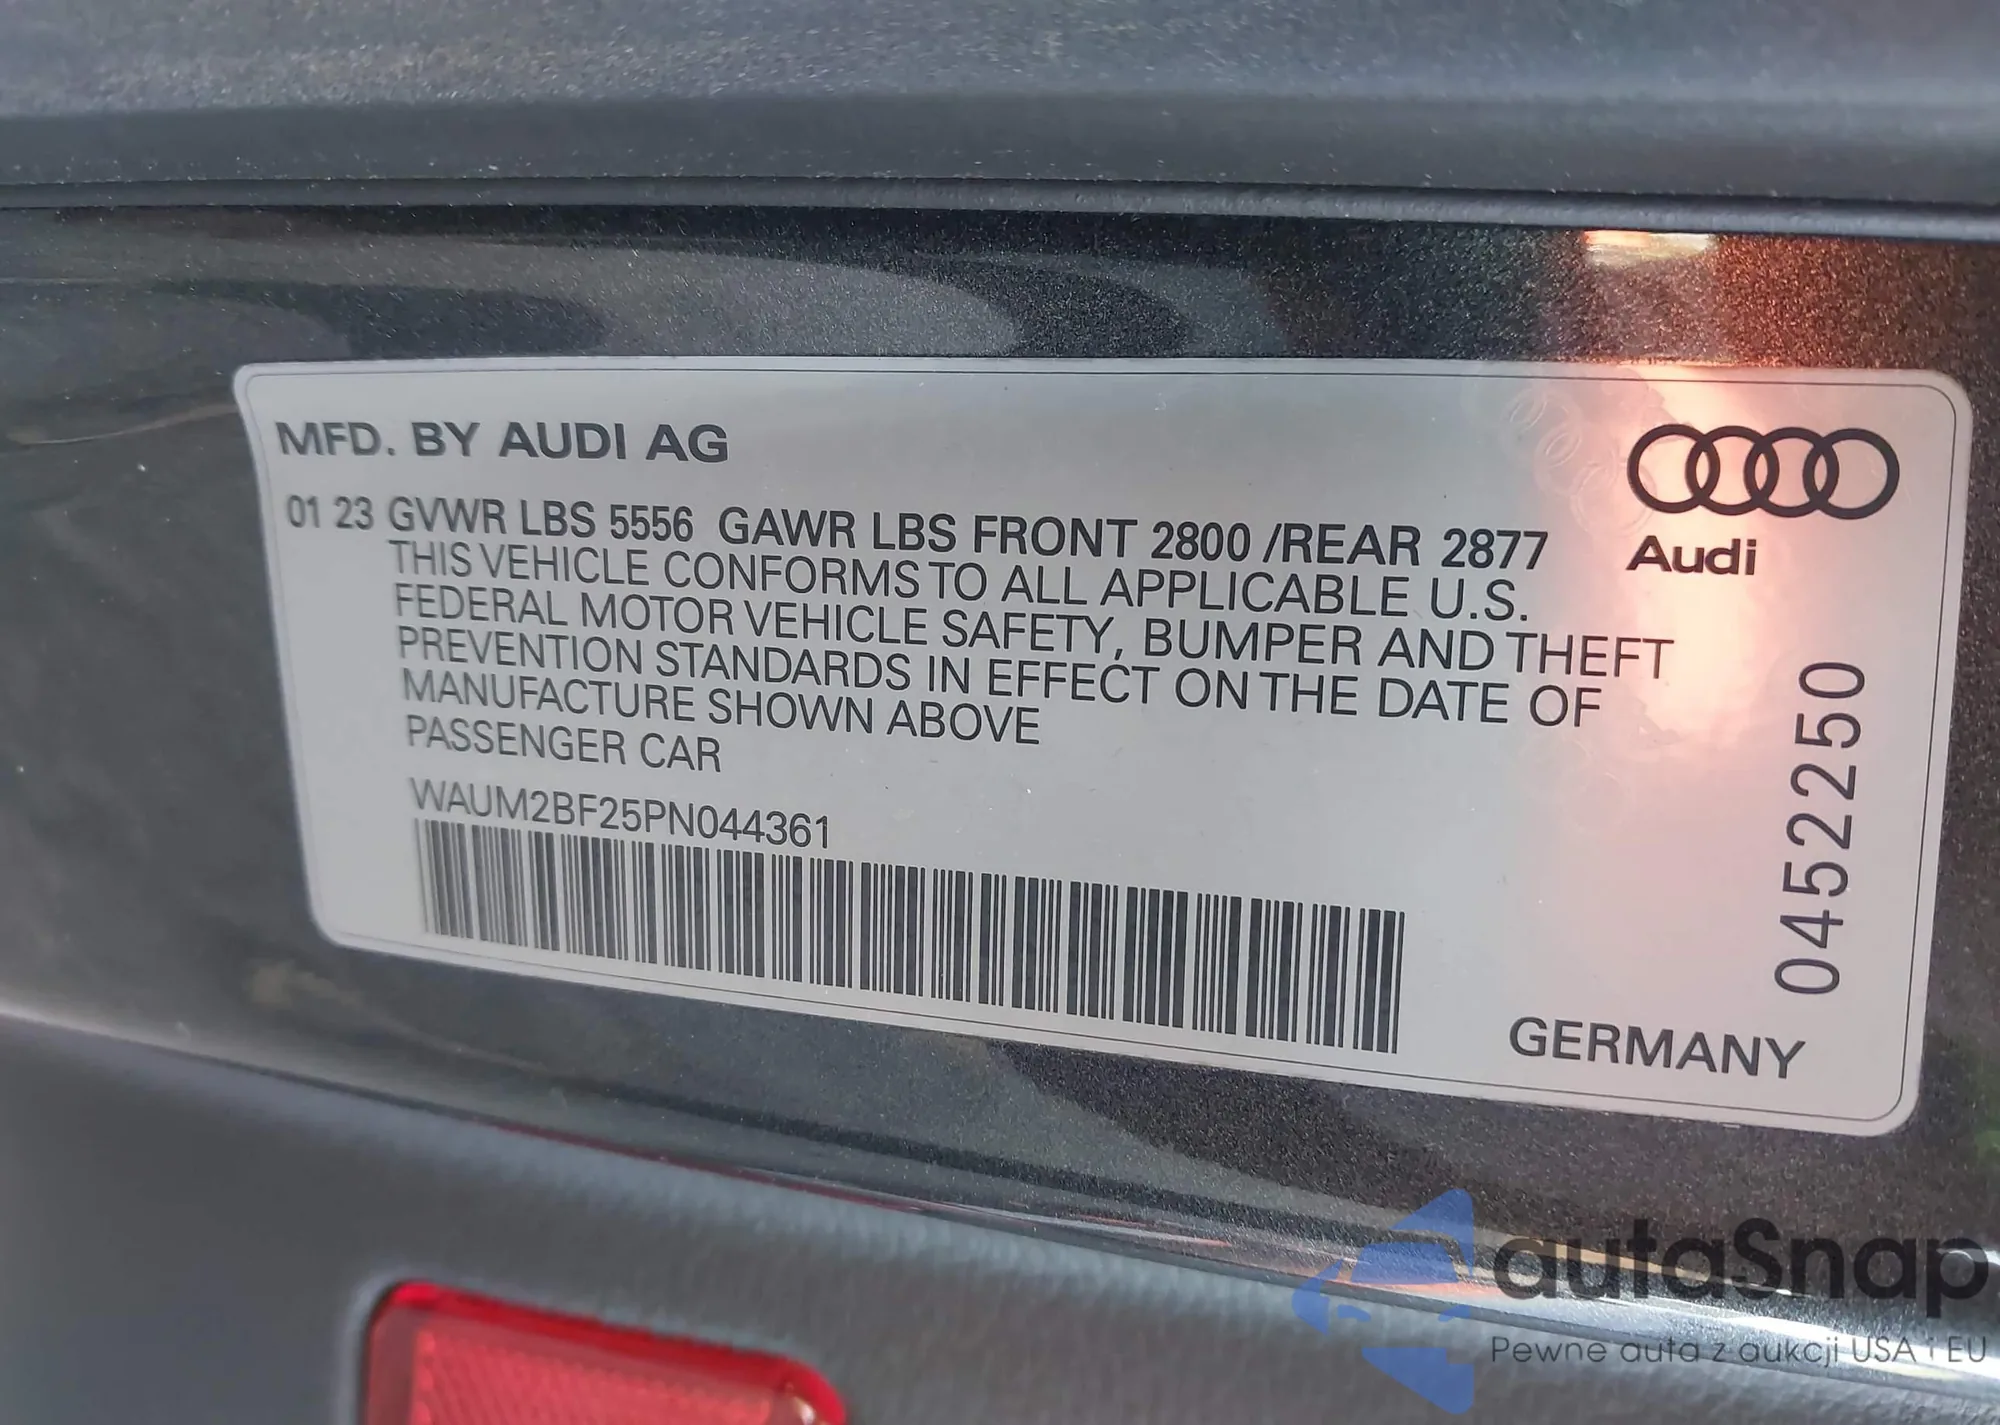 MFD. BY AUDI AG
01 23 GVWR LBS 5556 GAWR LBS FRONT 2800 /REAR 2877
THIS VEHICLE CONFORMS TO ALL APPLICABLE U.S.
FEDERAL MOTOR VEHICLE SAFETY, BUMPER AND THEFT
PREVENTION STANDARDS IN EFFECT ON THE DATE OF
MANUFACTURE SHOWN ABOVE
PASSENGER CAR
WAUM2BF25PN044361
Audi
0452250
GERMANY
autaSnap
Pewne auta z aukcji USA i EU